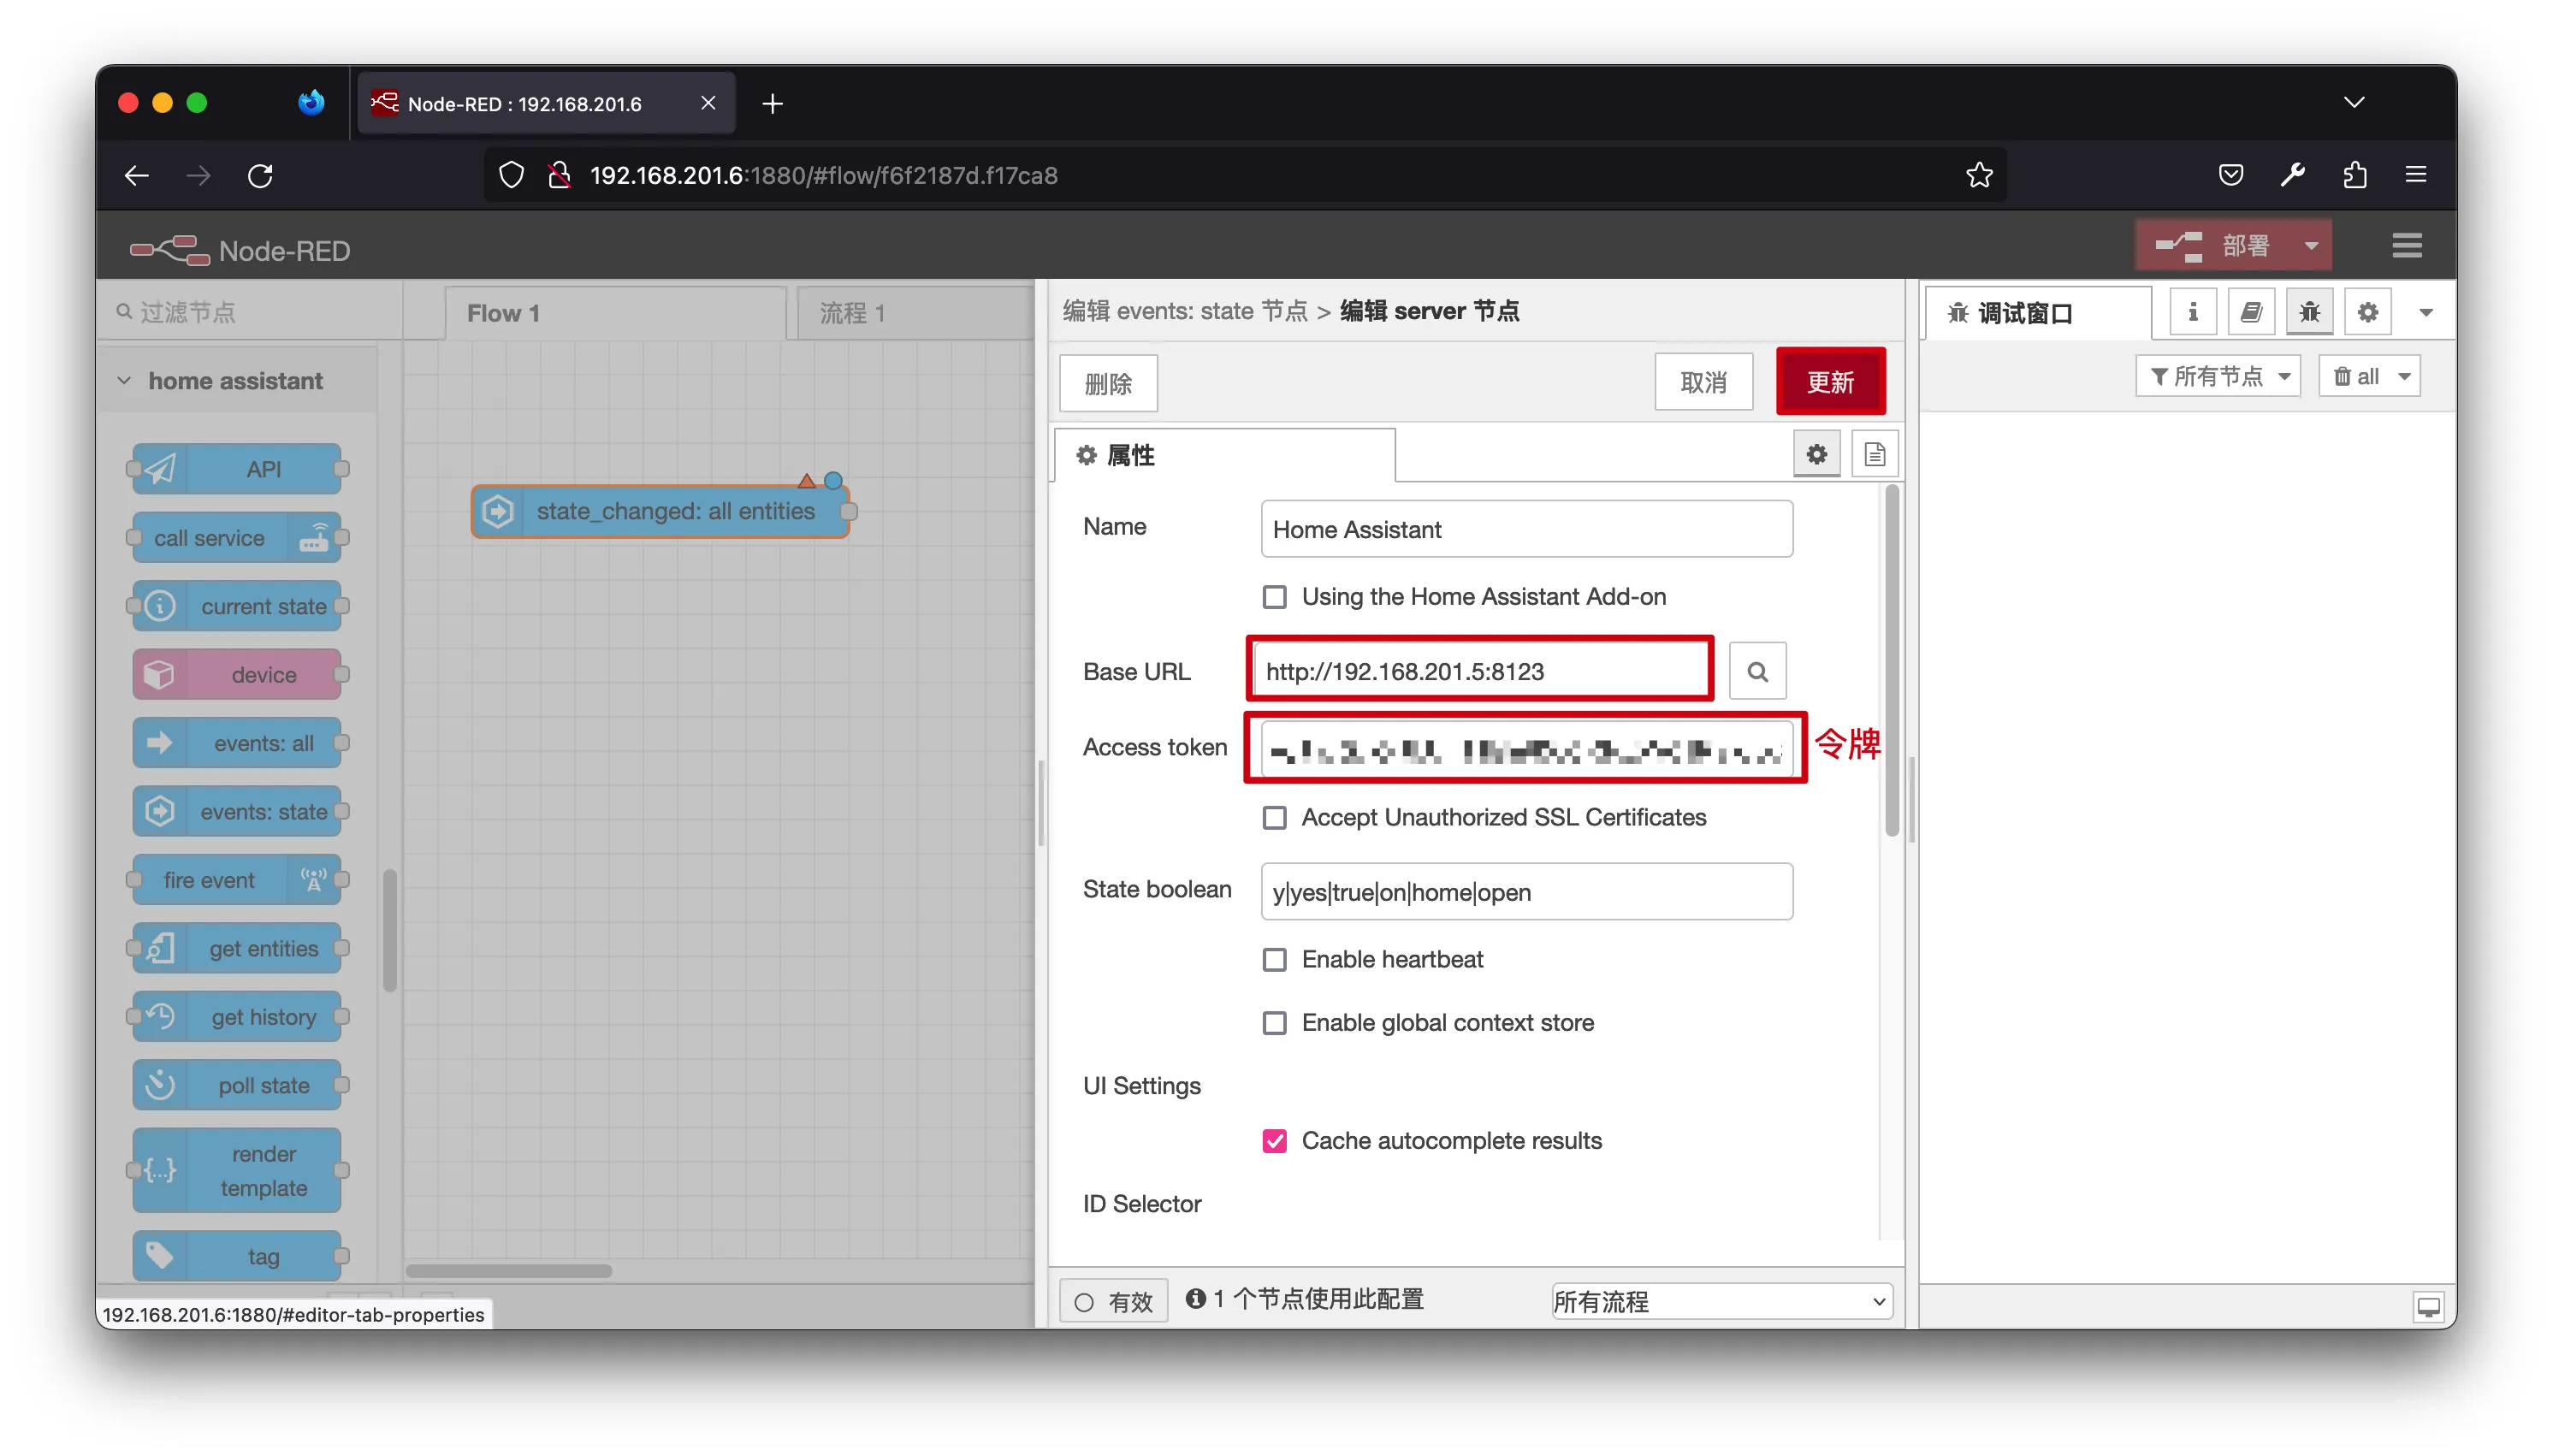 Node-RED : 192.168.201.6
192.168.201.6:1880/#flow/f6f2187d.f17ca8
Node-RED
部署
过滤节点
Flow 1
流程 1
编辑 events: state 节点 > 编辑 server 节点
调试窗口
删除
取消
更新
所有节点
all
home assistant
属性
API
call service
current state
device
events: all
events: state
fire event
get entities
get history
poll state
render
template
tag
state_changed: all entities
Name
Home Assistant
Using the Home Assistant Add-on
Base URL
http://192.168.201.5:8123
Access token
令牌
Accept Unauthorized SSL Certificates
State boolean
y|yes|true|on|home|open
Enable heartbeat
Enable global context store
UI Settings
Cache autocomplete results
ID Selector
有效
1 个节点使用此配置
所有流程
192.168.201.6:1880/#editor-tab-properties